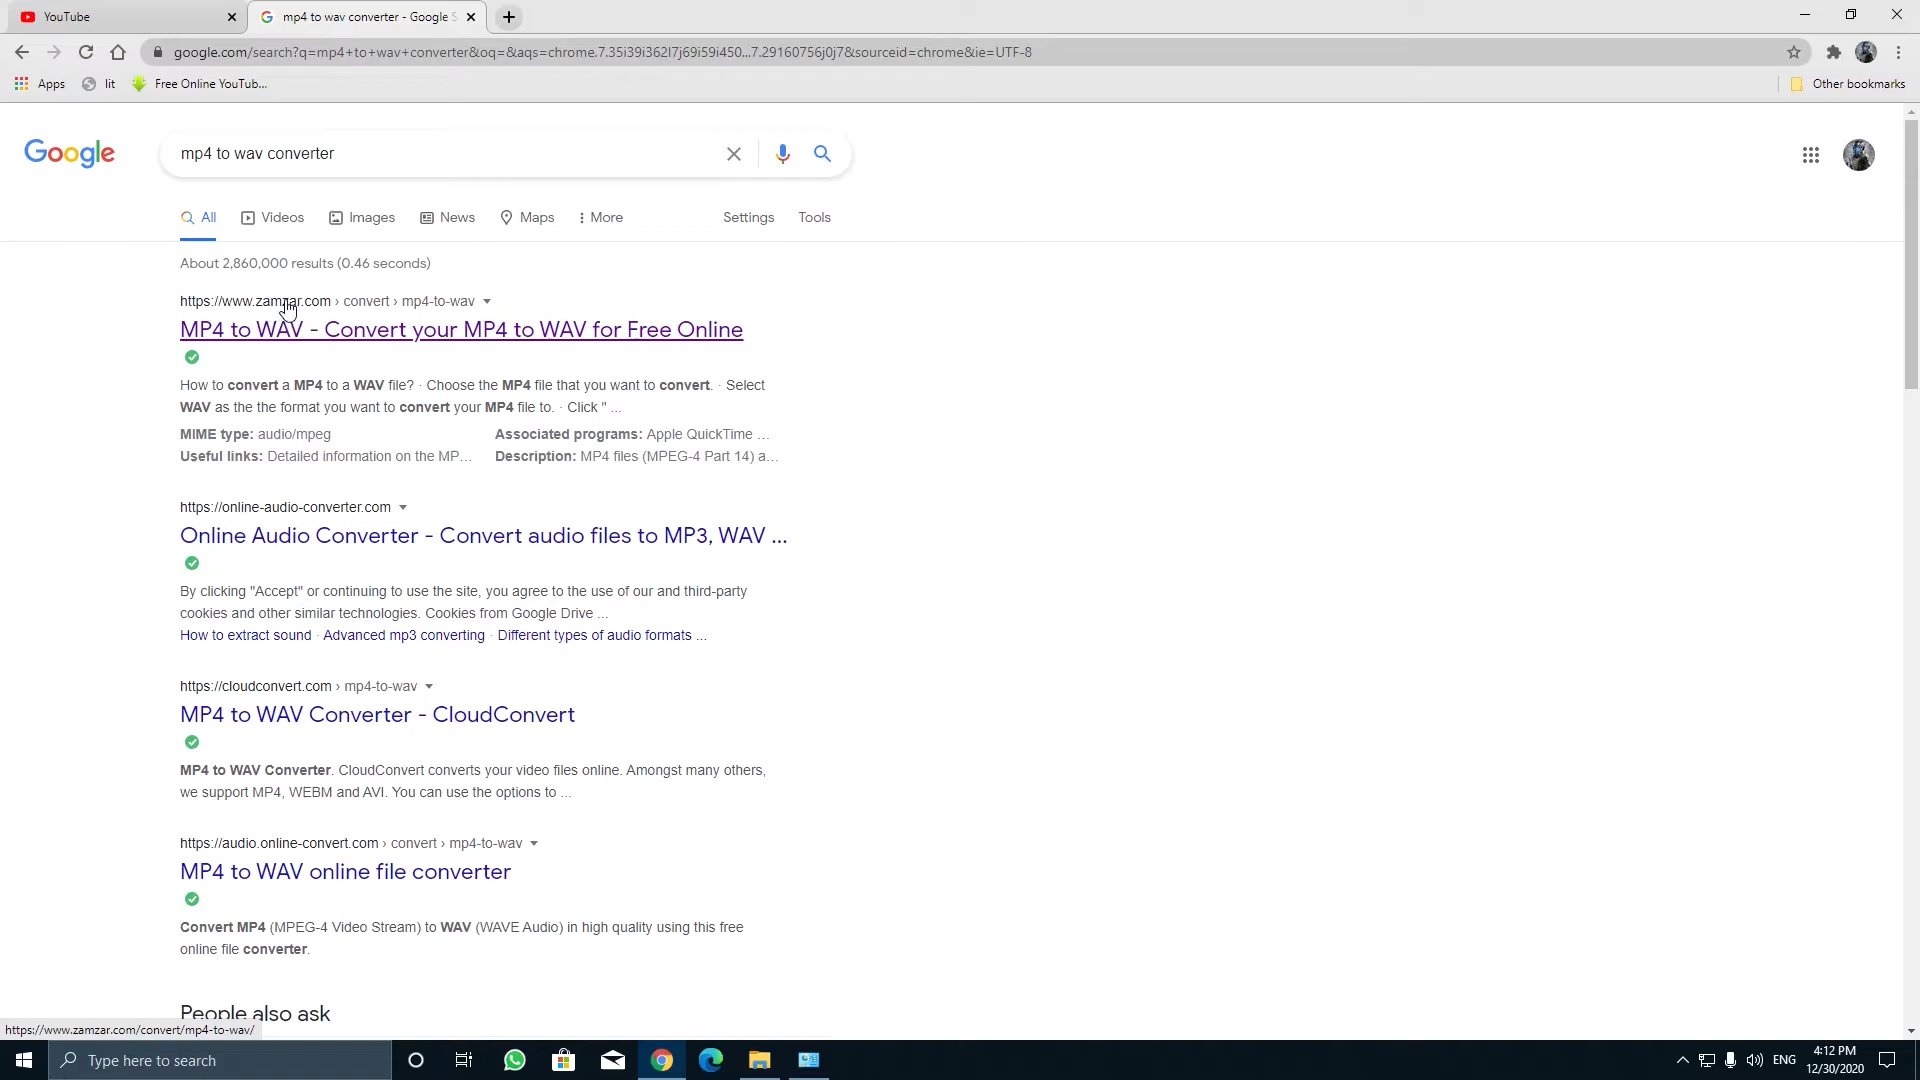 YouTube
mp4 to wav converter - Google S
google.com/search?q=mp4+to+wav+converter&oq=&aqs=chrome.7.35i39i362l7j69i59i450...7.29160756j0j7&sourceid=chrome&ie=UTF-8
Apps lit Free Online YouTub... Other bookmarks
Google
mp4 to wav converter
All Videos Images News Maps More Settings Tools
About 2,860,000 results (0.46 seconds)
https://www.zamzar.com › convert › mp4-to-wav
MP4 to WAV - Convert your MP4 to WAV for Free Online
How to convert a MP4 to a WAV file? · Choose the MP4 file that you want to convert. · Select
WAV as the the format you want to convert your MP4 file to. · Click " ...
MIME type: audio/mpeg Associated programs: Apple QuickTime ...
Useful links: Detailed information on the MP... Description: MP4 files (MPEG-4 Part 14) a...
https://online-audio-converter.com
Online Audio Converter - Convert audio files to MP3, WAV ...
By clicking "Accept" or continuing to use the site, you agree to the use of our and third-party
cookies and other similar technologies. Cookies from Google Drive ...
How to extract sound · Advanced mp3 converting · Different types of audio formats ...
https://cloudconvert.com › mp4-to-wav
MP4 to WAV Converter - CloudConvert
MP4 to WAV Converter. CloudConvert converts your video files online. Amongst many others,
we support MP4, WEBM and AVI. You can use the options to ...
https://audio.online-convert.com › convert › mp4-to-wav
MP4 to WAV online file converter
Convert MP4 (MPEG-4 Video Stream) to WAV (WAVE Audio) in high quality using this free
online file converter.
People also ask
https://www.zamzar.com/convert/mp4-to-wav/
Type here to search
ENG
4:12 PM
12/30/2020